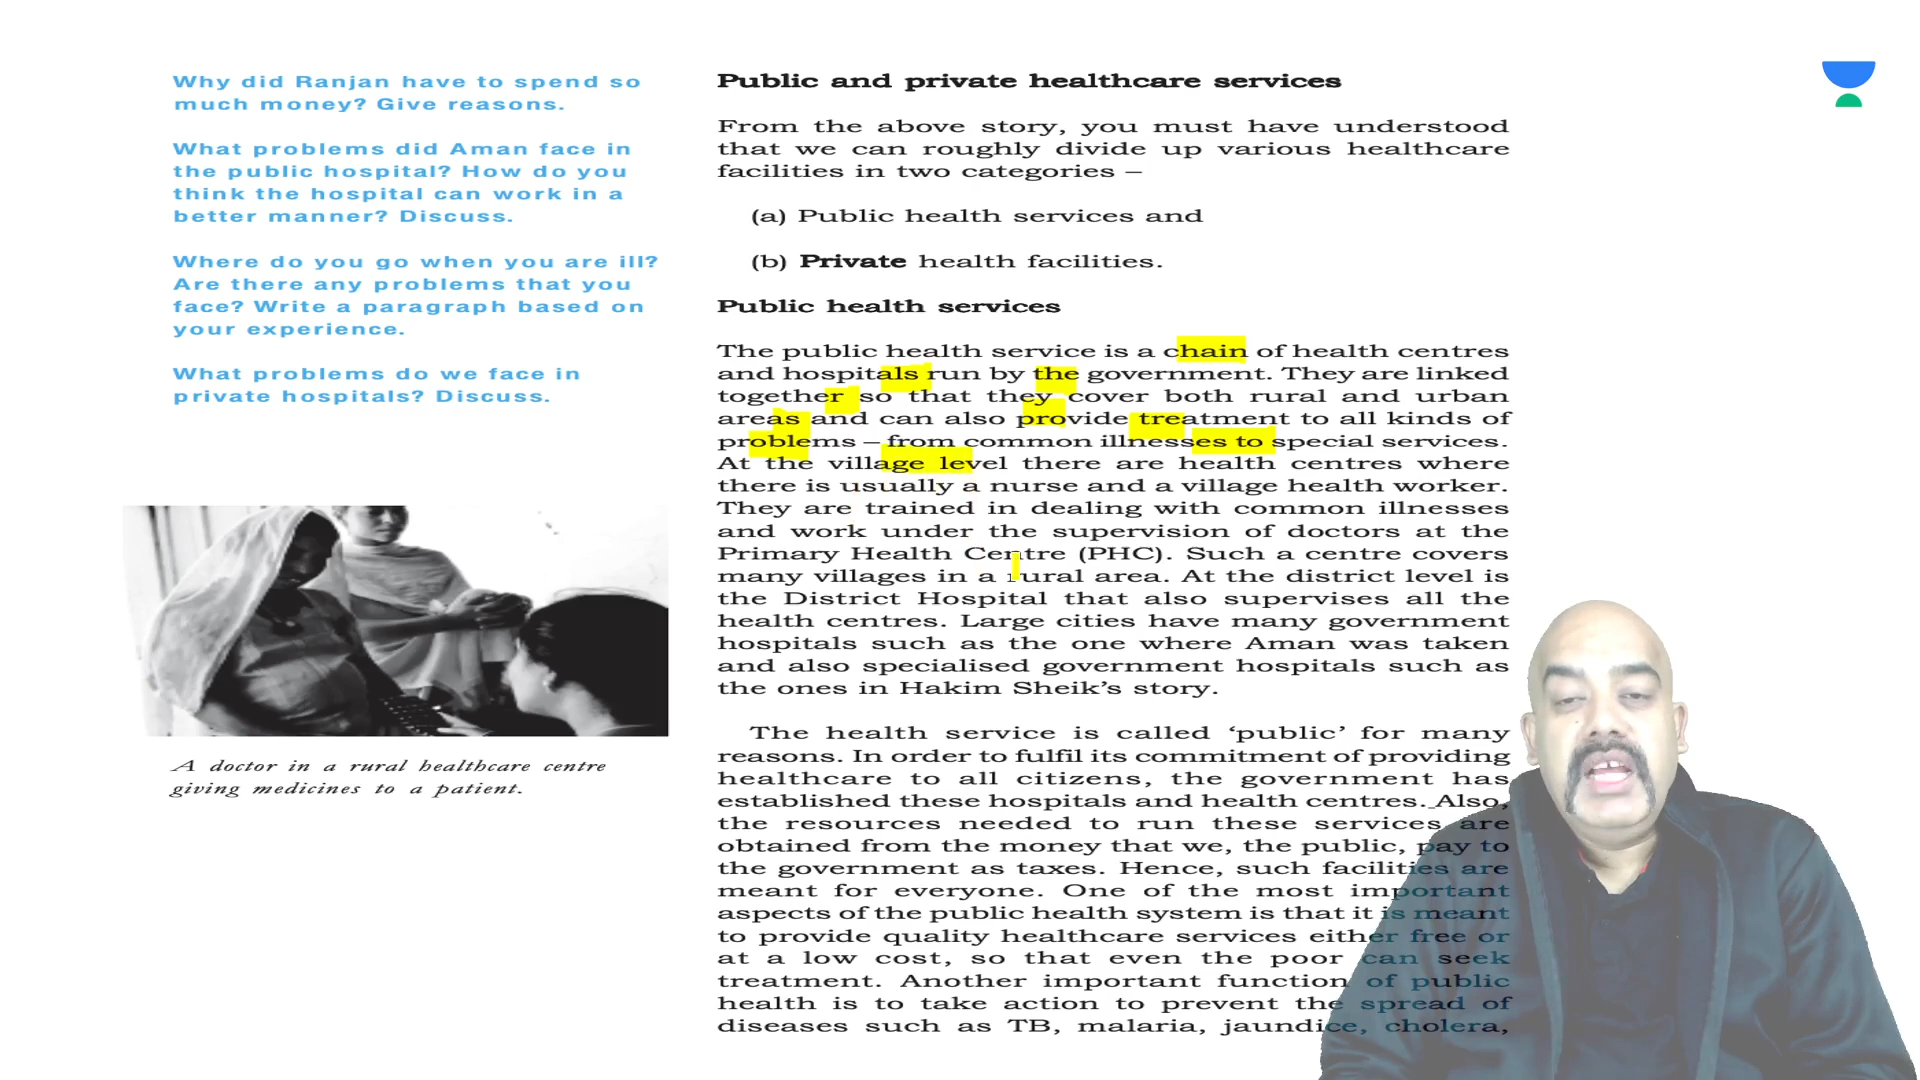 Why did Ranjan have to spend so
much money? Give reasons.
What problems did Aman face in
the public hospital? How do you
think the hospital can work in a
better manner? Discuss.
Where do you go when you are ill?
Are there any problems that you
face? Write a paragraph based on
your experience.
What problems do we face in
private hospitals? Discuss.
A doctor in a rural healthcare centre
giving medicines to a patient.
Public and private healthcare services
From the above story, you must have understood
that we can roughly divide up various healthcare
facilities in two categories –
(a) Public health services and
(b) Private health facilities.
Public health services
The public health service is a chain of health centres
and hospitals run by the government. They are linked
together so that they cover both rural and urban
areas and can also provide treatment to all kinds of
problems – from common illnesses to special services.
At the village level there are health centres where
there is usually a nurse and a village health worker.
They are trained in dealing with common illnesses
and work under the supervision of doctors at the
Primary Health Centre (PHC). Such a centre covers
many villages in a rural area. At the district level is
the District Hospital that also supervises all the
health centres. Large cities have many government
hospitals such as the one where Aman was taken
and also specialised government hospitals such as
the ones in Hakim Sheik’s story.
The health service is called ‘public’ for many
reasons. In order to fulfil its commitment of providing
healthcare to all citizens, the government has
established these hospitals and health centres. Also,
the resources needed to run these services are
obtained from the money that we, the public, pay to
the government as taxes. Hence, such facilities are
meant for everyone. One of the most important
aspects of the public health system is that it is meant
to provide quality healthcare services either free or
at a low cost, so that even the poor can seek
treatment. Another important function of public
health is to take action to prevent the spread of
diseases such as TB, malaria, jaundice, cholera,